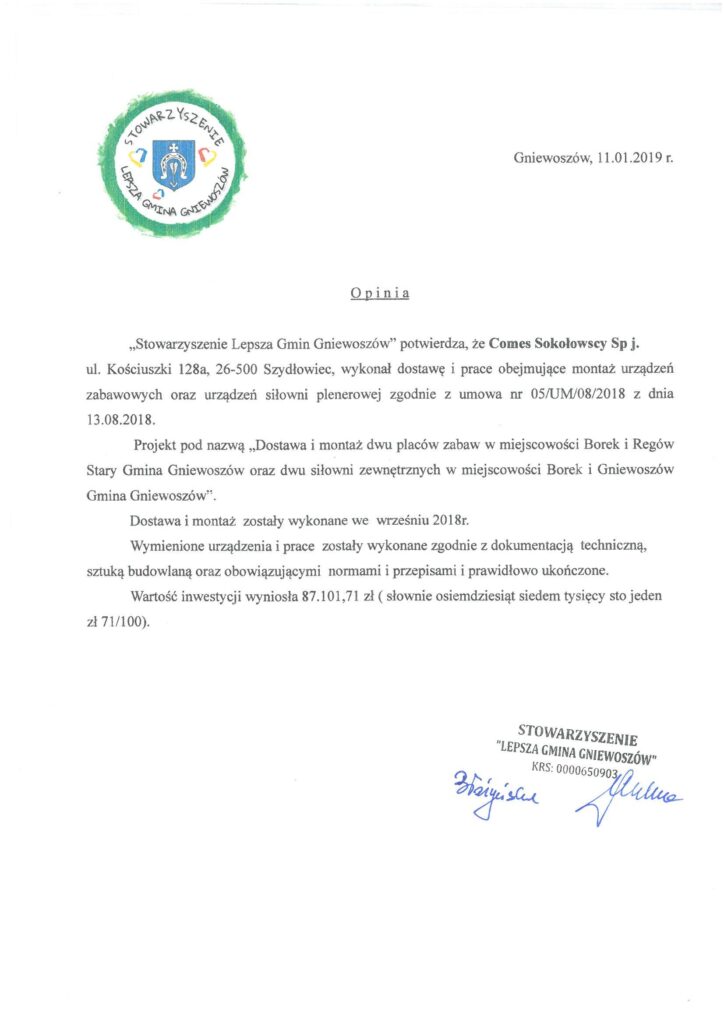 STOWARZYSZENIE
LEPSZA GMINA GNIEWOSZÓW
Gniewoszów, 11.01.2019 r.
Opinia
„Stowarzyszenie Lepsza Gmin Gniewoszów” potwierdza, że Comes Sokołowscy Sp j.
ul. Kościuszki 128a, 26-500 Szydłowiec, wykonał dostawę i prace obejmujące montaż urządzeń
zabawowych oraz urządzeń siłowni plenerowej zgodnie z umowa nr 05/UM/08/2018 z dnia
13.08.2018.
Projekt pod nazwą „Dostawa i montaż dwu placów zabaw w miejscowości Borek i Regów
Stary Gmina Gniewoszów oraz dwu siłowni zewnętrznych w miejscowości Borek i Gniewoszów
Gmina Gniewoszów”.
Dostawa i montaż zostały wykonane we wrześniu 2018r.
Wymienione urządzenia i prace zostały wykonane zgodnie z dokumentacją techniczną,
sztuką budowlaną oraz obowiązującymi normami i przepisami i prawidłowo ukończone.
Wartość inwestycji wyniosła 87.101,71 zł ( słownie osiemdziesiąt siedem tysięcy sto jeden
zł 71/100).
STOWARZYSZENIE
"LEPSZA GMINA GNIEWOSZÓW"
KRS: 0000650903